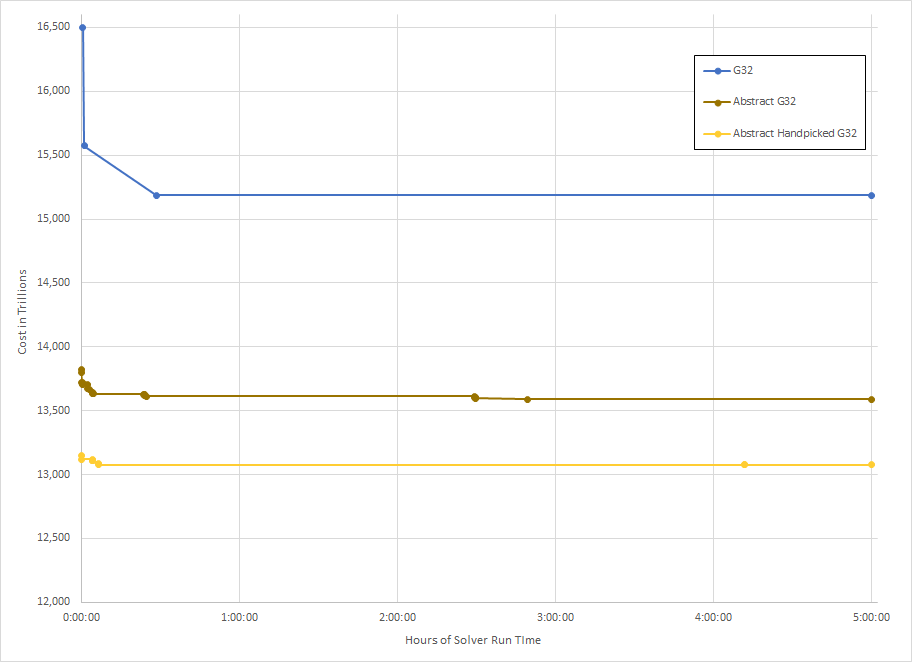 16,500
16,000
15,500
15,000
14,500
14,000
13,500
13,000
12,500
12,000
Cost in Trillions
G32
Abstract G32
Abstract Handpicked G32
0:00:00 1:00:00 2:00:00 3:00:00 4:00:00 5:00:00
Hours of Solver Run TIme